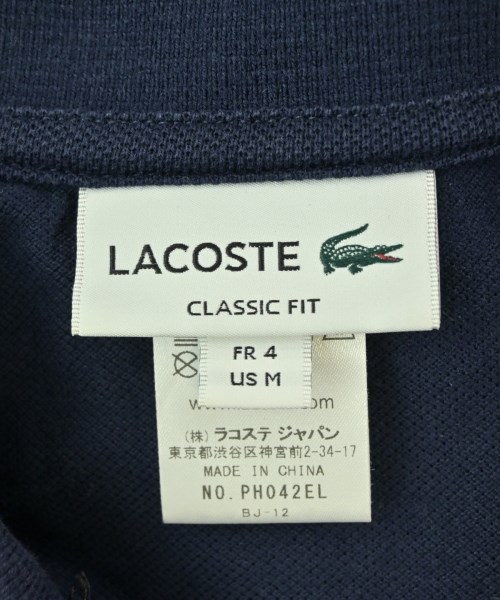 LACOSTE
CLASSIC FIT
FR 4
US M
.com
(株) ラコステ ジャパン
東京都渋谷区神宮前2-34-17
MADE IN CHINA
NO. PH042EL
BJ-12